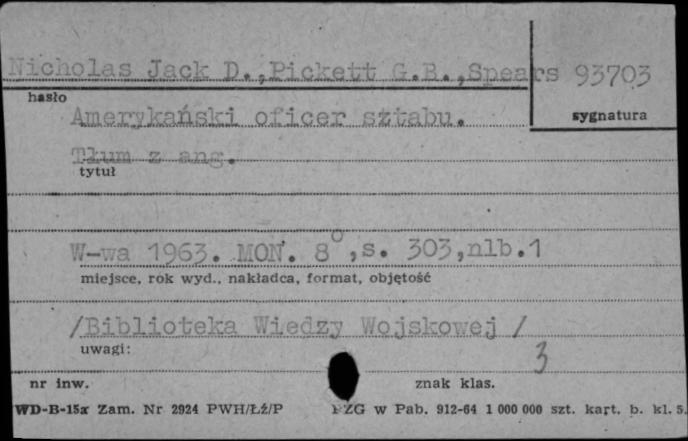 Nicholas Jack D.,Pickett G.B.,Spears 93703
hasło
sygnatura
Amerykański oficer sztabu.
Tłum z ang.
tytuł
W-wa 1963. MON. 8°,s. 303,nlb.1
miejsce, rok wyd., nakładca, format, objętość
/Biblioteka Wiedzy Wojskowej /
uwagi:
3
nr inw.
znak klas.
WD-B-15x Zam. Nr 2924 PWH/Łź/P PZG w Pab. 912-64 1 000 000 szt. kart. b. kl. 5.